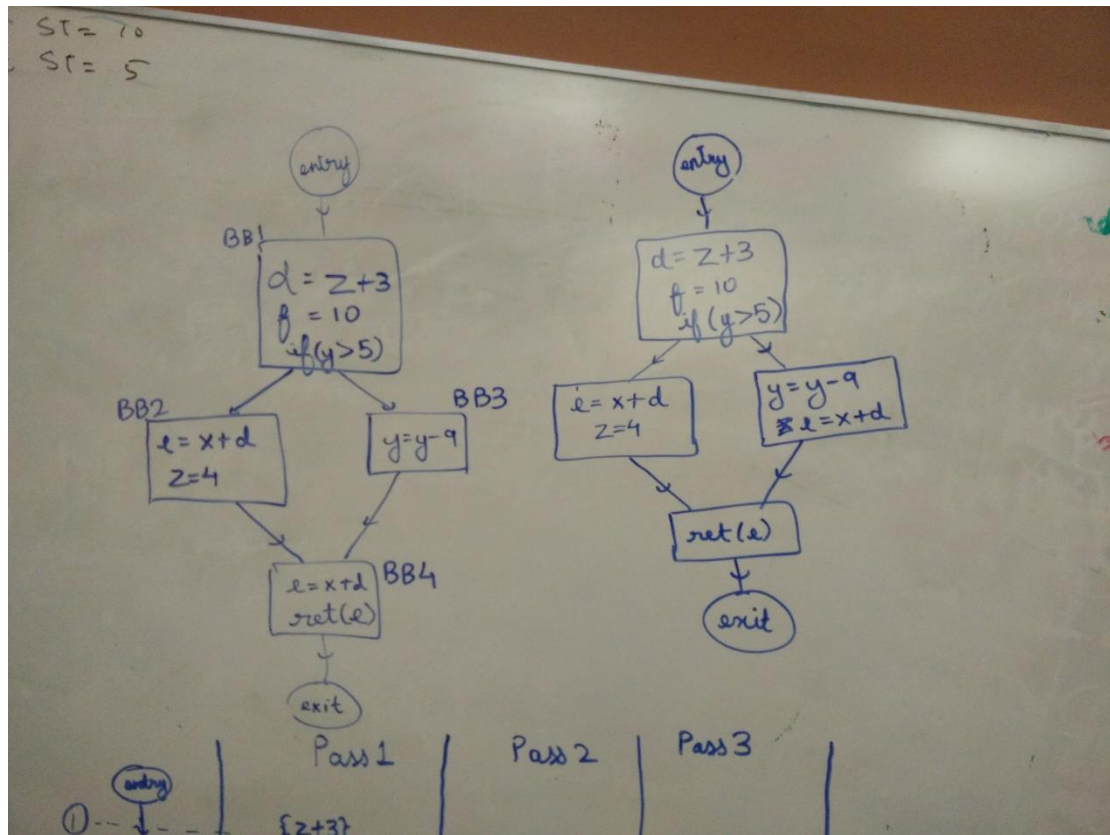 ST= 10
ST= 5
entry
BB1
d = z+3
f = 10
if(y>5)
BB2
e = x+d
z=4
BB3
y=y-9
BB4
e=x+d
ret(e)
exit
entry
d= z+3
f = 10
if(y>5)
e = x+d
z=4
y=y-9
e=x+d
ret(e)
exit
Pass 1
Pass 2
Pass 3
entry
①
{z+3}